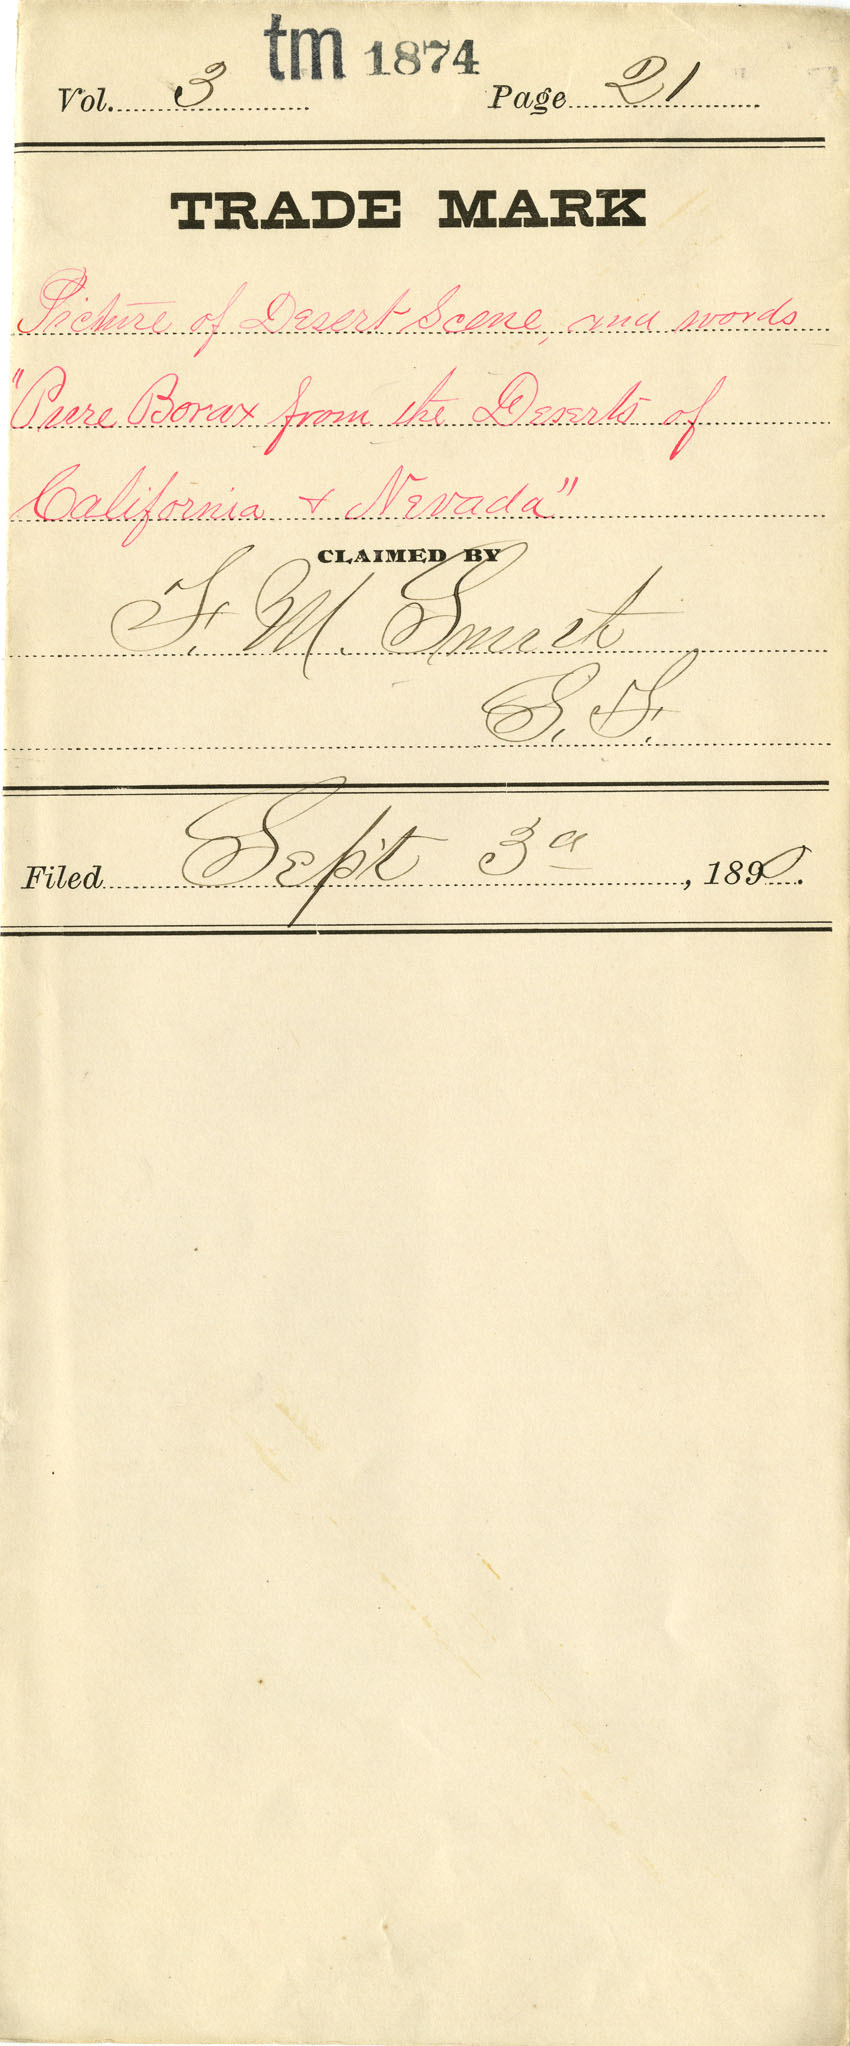 tm 1874
Vol. 3 Page 21
TRADE MARK
Picture of Desert Scene, and words
"Pure Borax from the Deserts of
California & Nevada"
CLAIMED BY
F. M. Smith
S. F.
Filed Sept 3d, 1890.